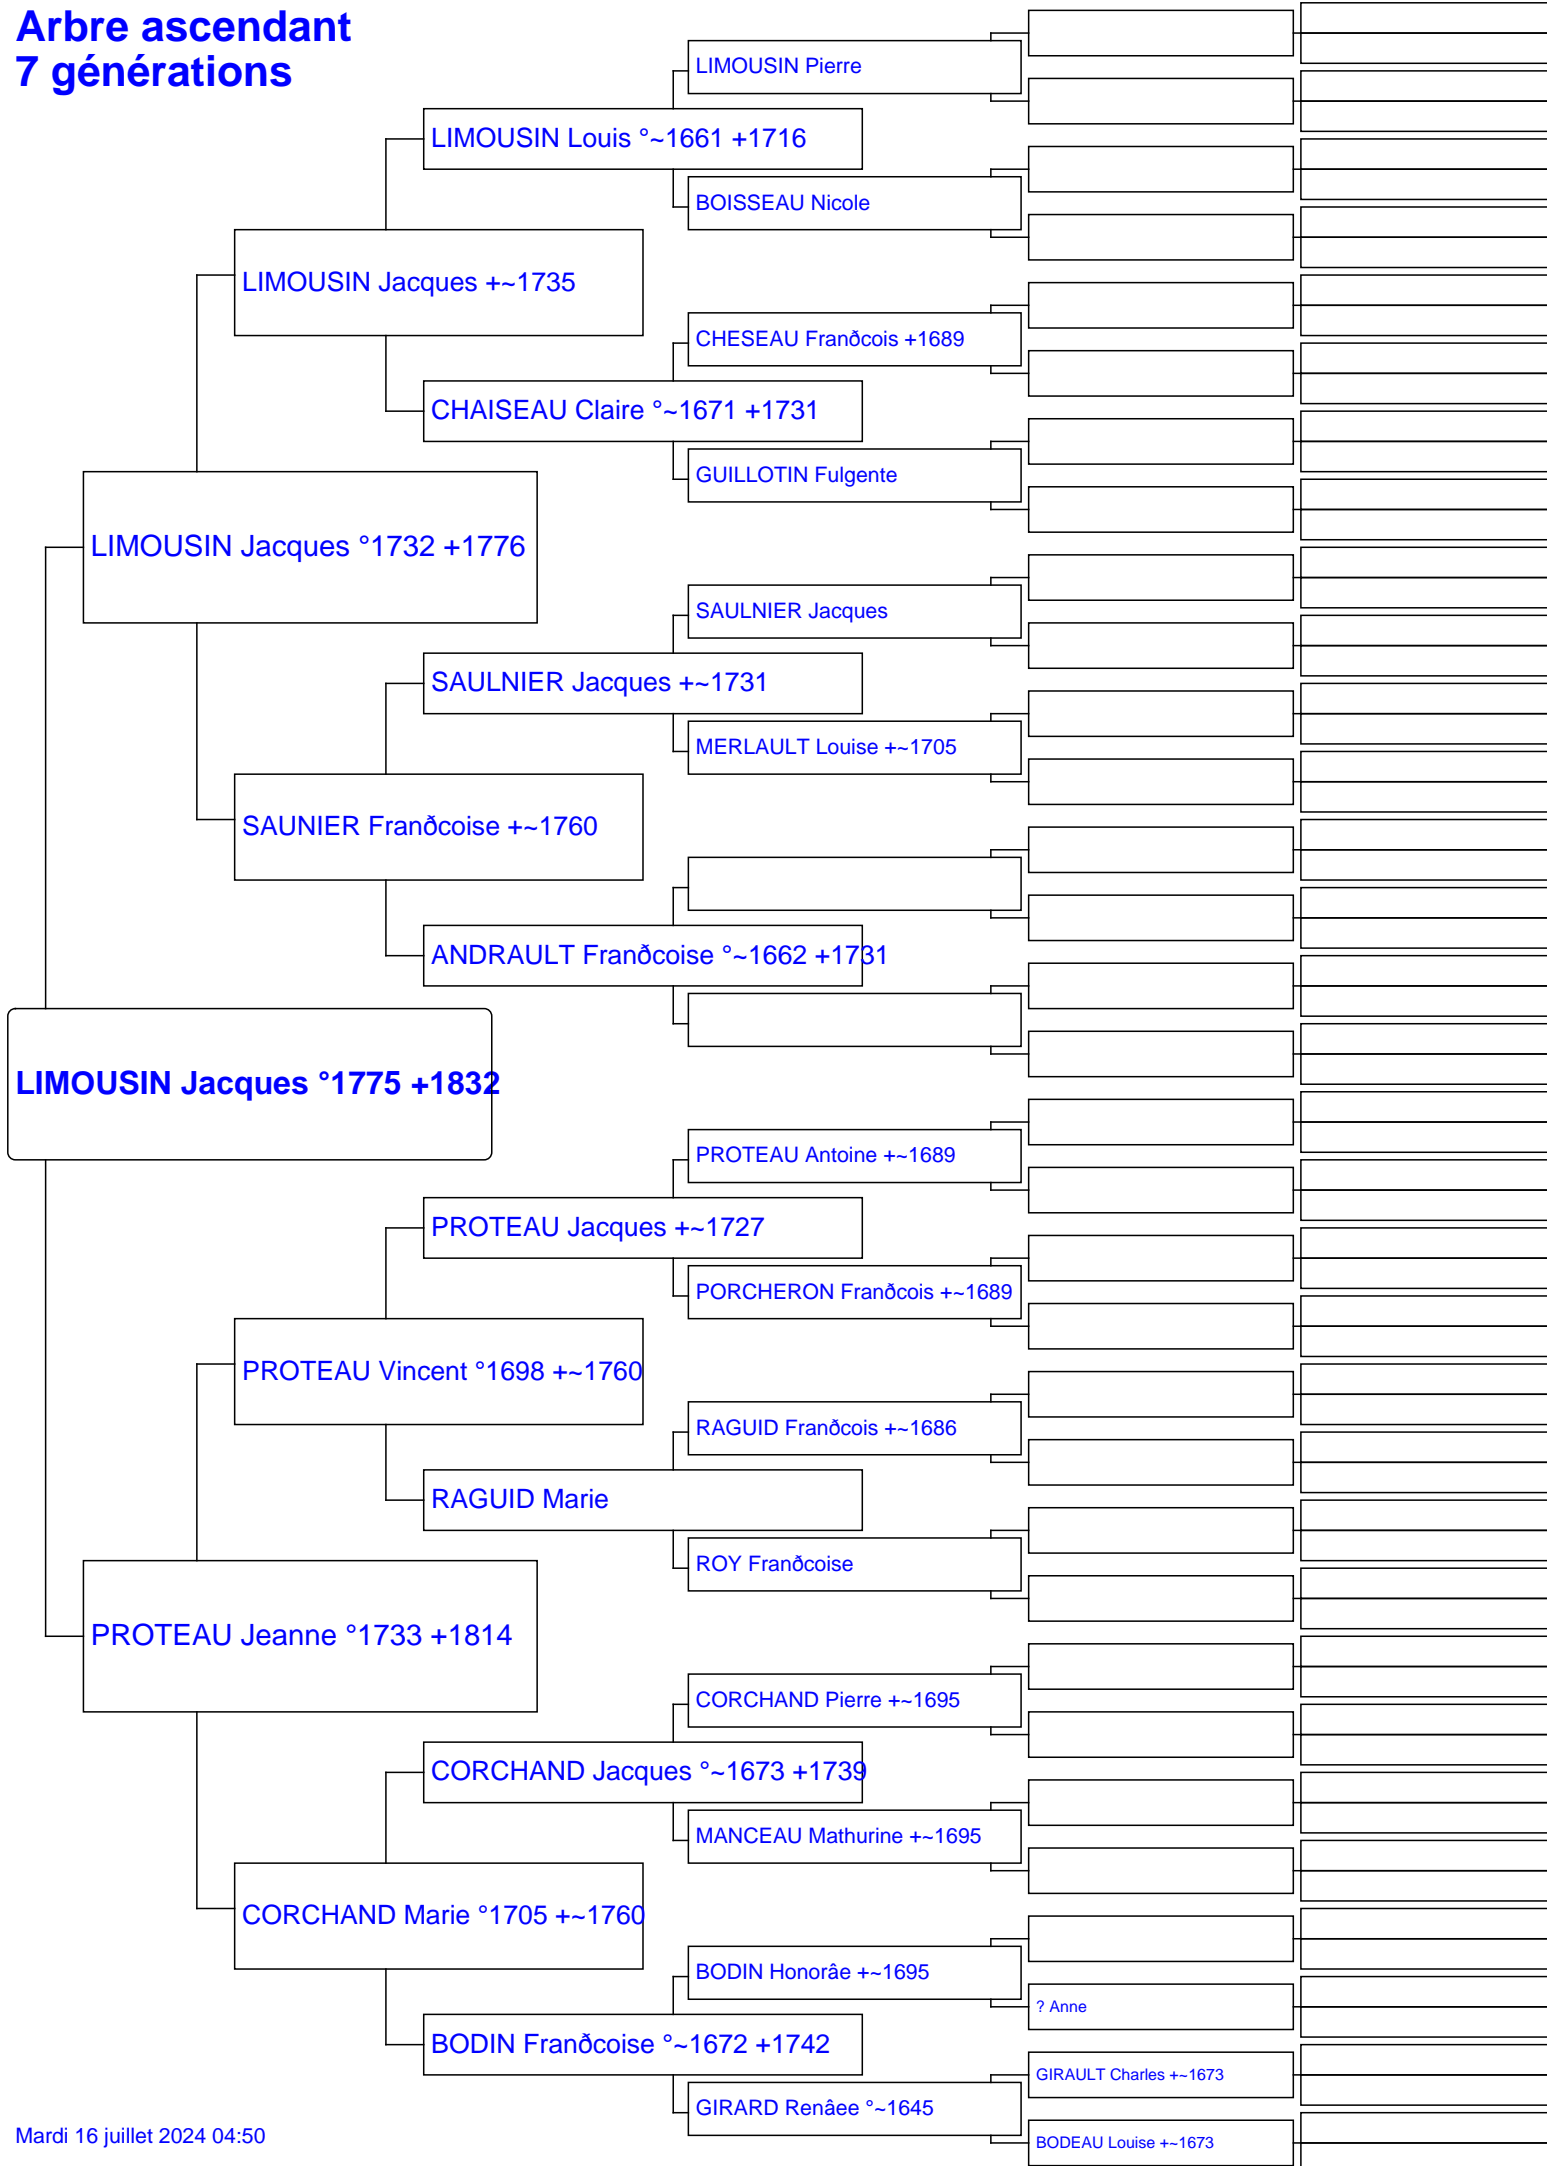 Arbre ascendant
7 générations
LIMOUSIN Pierre
LIMOUSIN Louis °~1661 +1716
BOISSEAU Nicole
LIMOUSIN Jacques +~1735
CHESEAU Franðcois +1689
CHAISEAU Claire °~1671 +1731
GUILLOTIN Fulgente
LIMOUSIN Jacques °1732 +1776
SAULNIER Jacques
SAULNIER Jacques +~1731
MERLAULT Louise +~1705
SAUNIER Franðcoise +~1760
ANDRAULT Franðcoise °~1662 +1731
LIMOUSIN Jacques °1775 +1832
PROTEAU Antoine +~1689
PROTEAU Jacques +~1727
PORCHERON Franðcois +~1689
PROTEAU Vincent °1698 +~1760
RAGUID Franðcois +~1686
RAGUID Marie
ROY Franðcoise
PROTEAU Jeanne °1733 +1814
CORCHAND Pierre +~1695
CORCHAND Jacques °~1673 +1739
MANCEAU Mathurine +~1695
CORCHAND Marie °1705 +~1760
BODIN Honorâe +~1695
? Anne
BODIN Franðcoise °~1672 +1742
GIRAULT Charles +~1673
GIRARD Renâee °~1645
BODEAU Louise +~1673
Mardi 16 juillet 2024 04:50